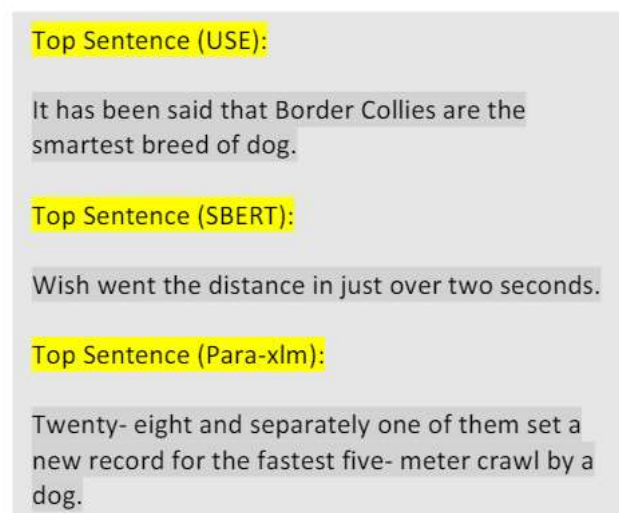 Top Sentence (USE):
It has been said that Border Collies are the
smartest breed of dog.
Top Sentence (SBERT):
Wish went the distance in just over two seconds.
Top Sentence (Para-xlm):
Twenty- eight and separately one of them set a
new record for the fastest five- meter crawl by a
dog.